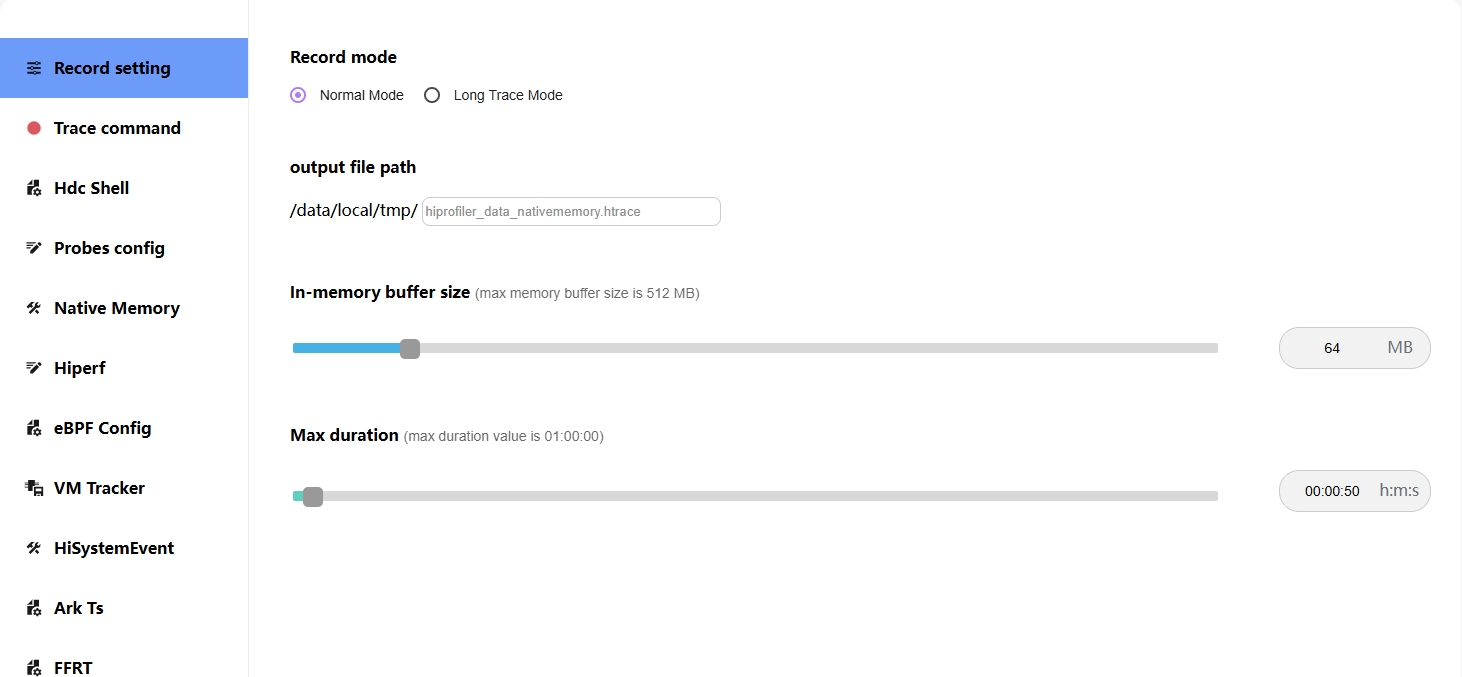 Record setting
Trace command
Hdc Shell
Probes config
Native Memory
Hiperf
eBPF Config
VM Tracker
HiSystemEvent
Ark Ts
FFRT
Record mode
Normal Mode Long Trace Mode
output file path
/data/local/tmp/ hiprofiler_data_nativememory.htrace
In-memory buffer size (max memory buffer size is 512 MB)
64 MB
Max duration (max duration value is 01:00:00)
00:00:50 h:m:s